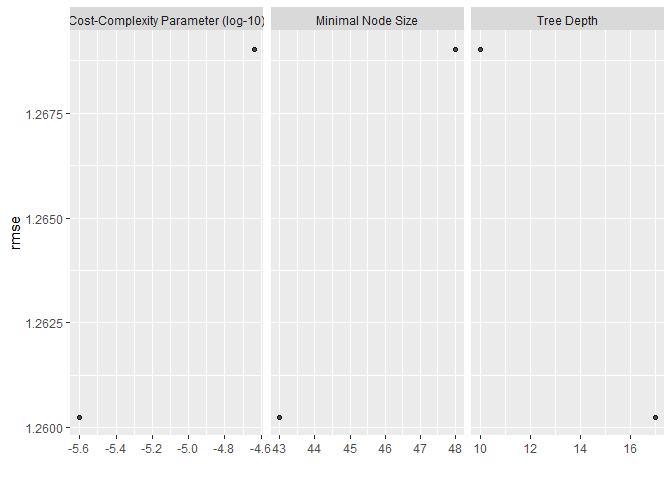 Cost-Complexity Parameter (log-10)
Minimal Node Size
Tree Depth
rmse
1.2675
1.2650
1.2625
1.2600
-5.6 -5.4 -5.2 -5.0 -4.8 -4.6
43 44 45 46 47 48
10 12 14 16